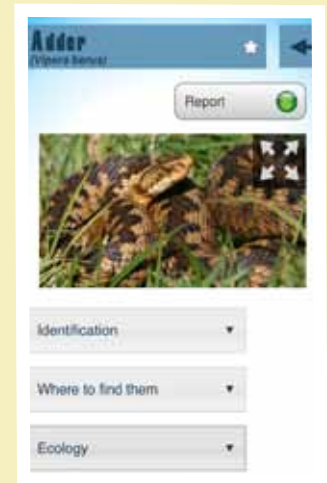 Adder
(Vipera berus)
Report
Identification
Where to find them
Ecology